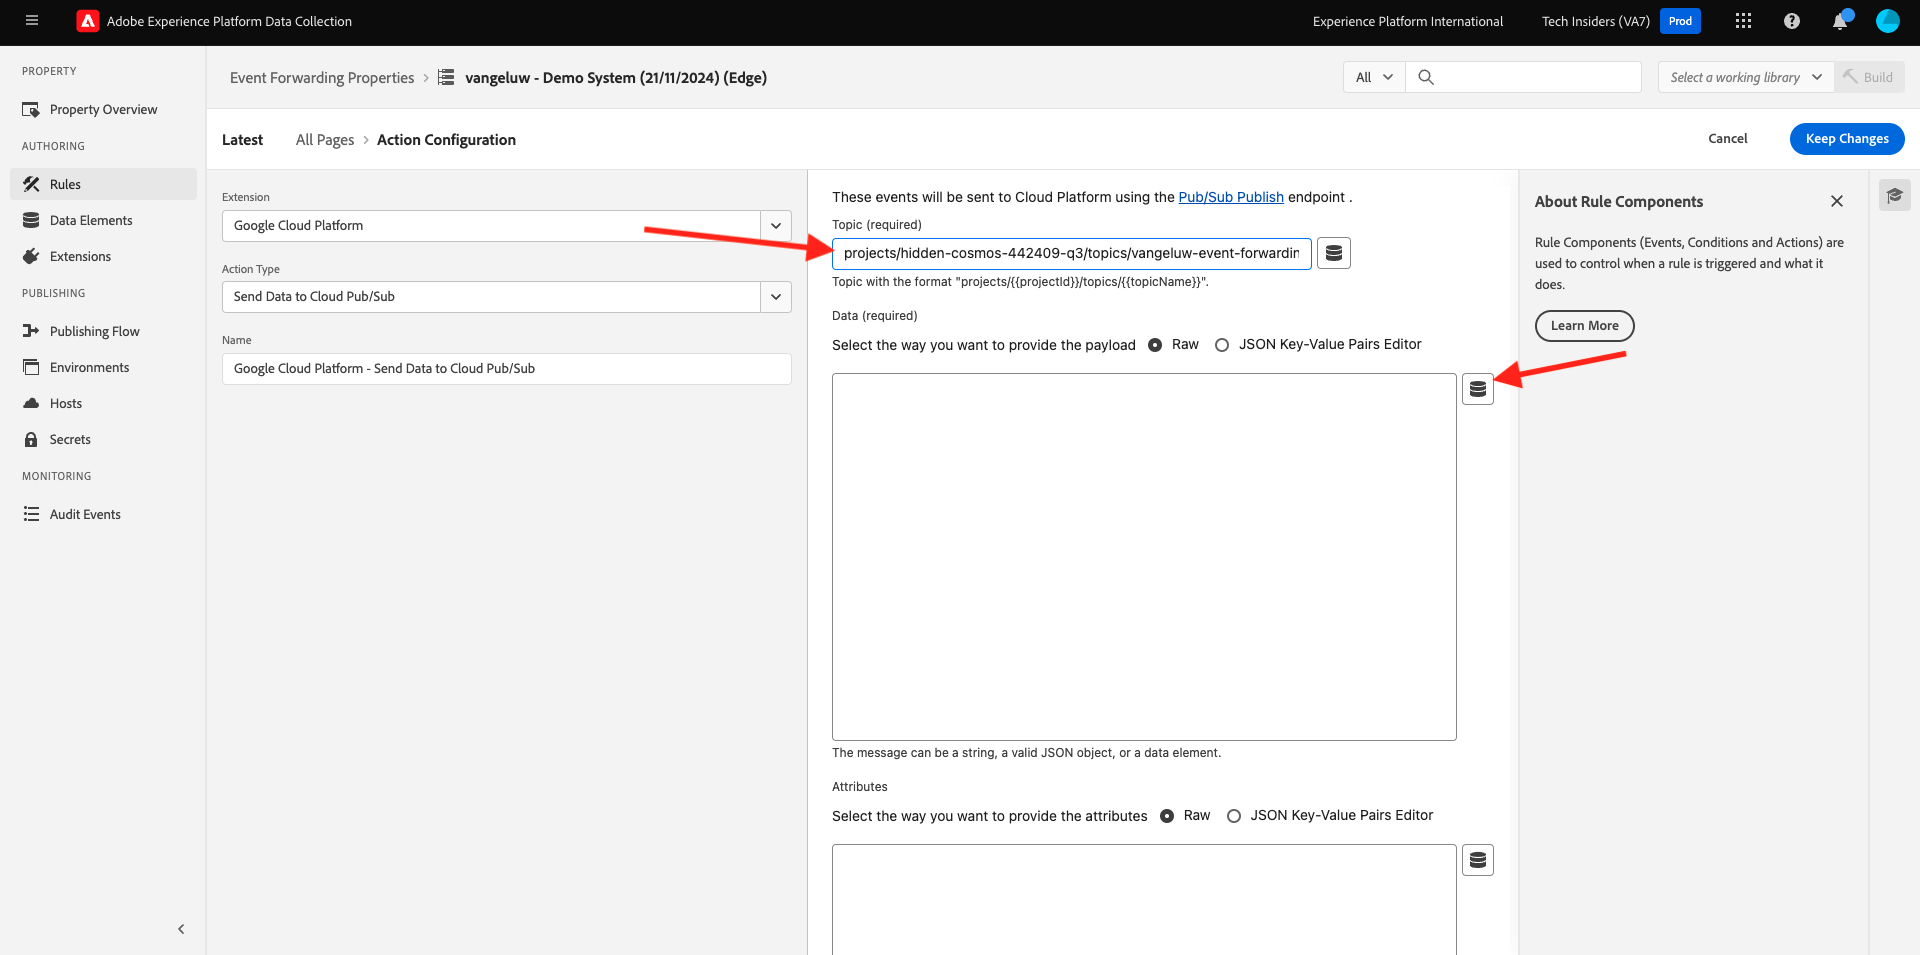 Adobe Experience Platform Data Collection
Experience Platform International
Tech Insiders (VA7)
Prod
PROPERTY
Property Overview
AUTHORING
Rules
Data Elements
Extensions
PUBLISHING
Publishing Flow
Environments
Hosts
Secrets
MONITORING
Audit Events
Event Forwarding Properties
vangeluw - Demo System (21/11/2024) (Edge)
All
Select a working library
Build
Latest
All Pages
Action Configuration
Cancel
Keep Changes
Extension
Google Cloud Platform
Action Type
Send Data to Cloud Pub/Sub
Name
Google Cloud Platform - Send Data to Cloud Pub/Sub
These events will be sent to Cloud Platform using the Pub/Sub Publish endpoint .
Topic (required)
projects/hidden-cosmos-442409-q3/topics/vangeluw-event-forwardin
Topic with the format "projects/{{projectId}}/topics/{{topicName}}".
Data (required)
Select the way you want to provide the payload
Raw
JSON Key-Value Pairs Editor
The message can be a string, a valid JSON object, or a data element.
Attributes
Select the way you want to provide the attributes
Raw
JSON Key-Value Pairs Editor
About Rule Components
Rule Components (Events, Conditions and Actions) are
used to control when a rule is triggered and what it
does.
Learn More